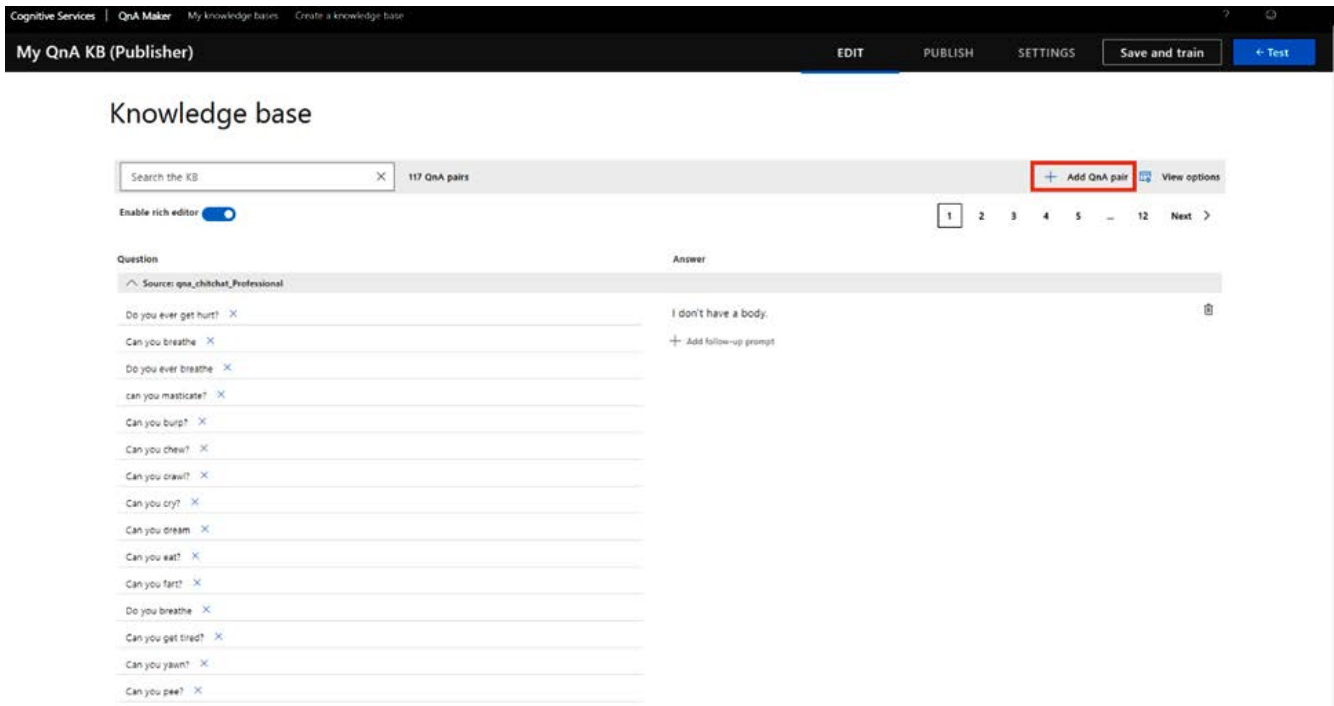 Cognitive Services | QnA Maker My knowledge bases Create a knowledge base ?
My QnA KB (Publisher) EDIT PUBLISH SETTINGS Save and train ← Test
Knowledge base
Search the KB 117 QnA pairs + Add QnA pair View options
Enable rich editor 1 2 3 4 5 ... 12 Next >
Question Answer
Source: qna_chitchat_Professional
Do you ever get hurt? I don't have a body.
Can you breathe + Add follow-up prompt
Do you ever breathe
can you masticate?
Can you burp?
Can you chew?
Can you crawl?
Can you cry?
Can you dream
Can you eat?
Can you fart?
Do you breathe
Can you get tired?
Can you yawn?
Can you pee?